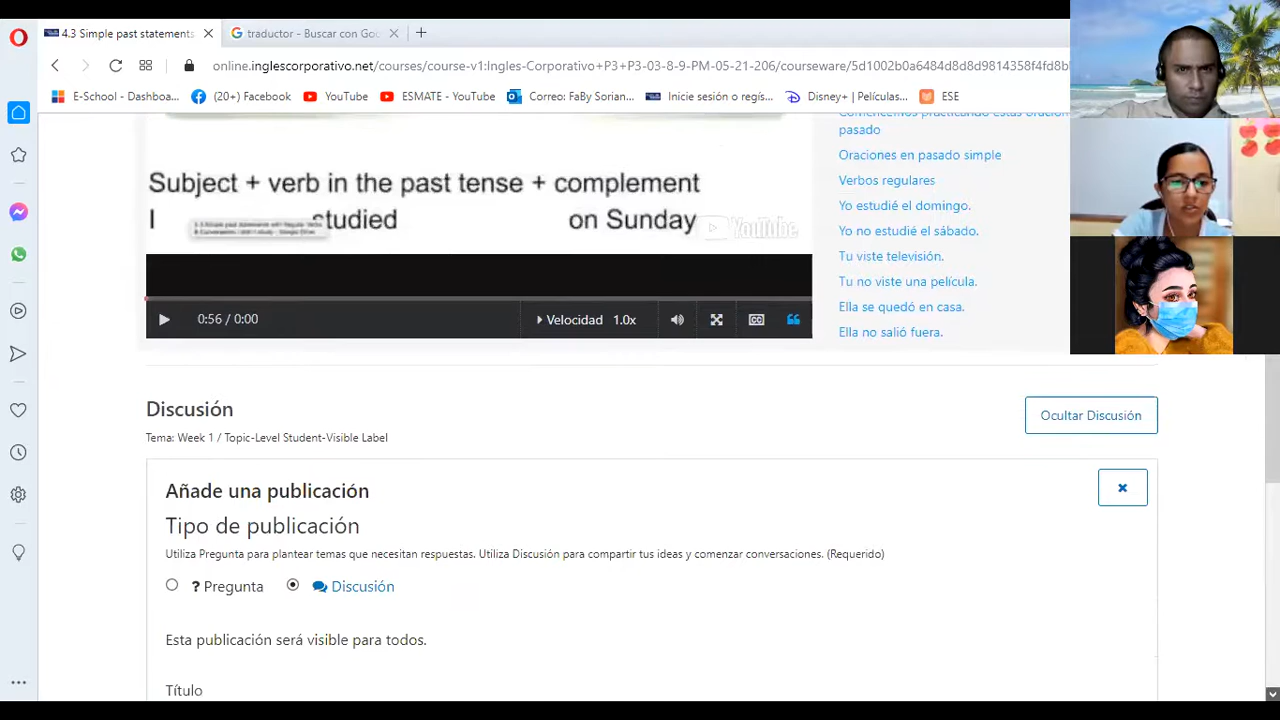 4.3 Simple past statements
traductor - Buscar con Goo
online.inglescorporativo.net/courses/course-v1:Ingles-Corporativo+P3+P3-03-8-9-PM-05-21-206/courseware/5d1002b0a6484d8d8d9814358f4fd8b
E-School - Dashboa...
(20+) Facebook
YouTube
ESMATE - YouTube
Correo: FaBy Sorian...
Inicie sesión o regís...
Disney+ | Películas...
ESE
Comencemos practicando estas oracion
pasado
Oraciones en pasado simple
Verbos regulares
Yo estudié el domingo.
Yo no estudié el sábado.
Tu viste televisión.
Tu no viste una película.
Ella se quedó en casa.
Ella no salió fuera.
Subject + verb in the past tense + complement
I studied on Sunday
YouTube
0:56 / 0:00
Velocidad 1.0x
Discusión
Ocultar Discusión
Tema: Week 1 / Topic-Level Student-Visible Label
Añade una publicación
Tipo de publicación
Utiliza Pregunta para plantear temas que necesitan respuestas. Utiliza Discusión para compartir tus ideas y comenzar conversaciones. (Requerido)
? Pregunta
Discusión
Esta publicación será visible para todos.
Título